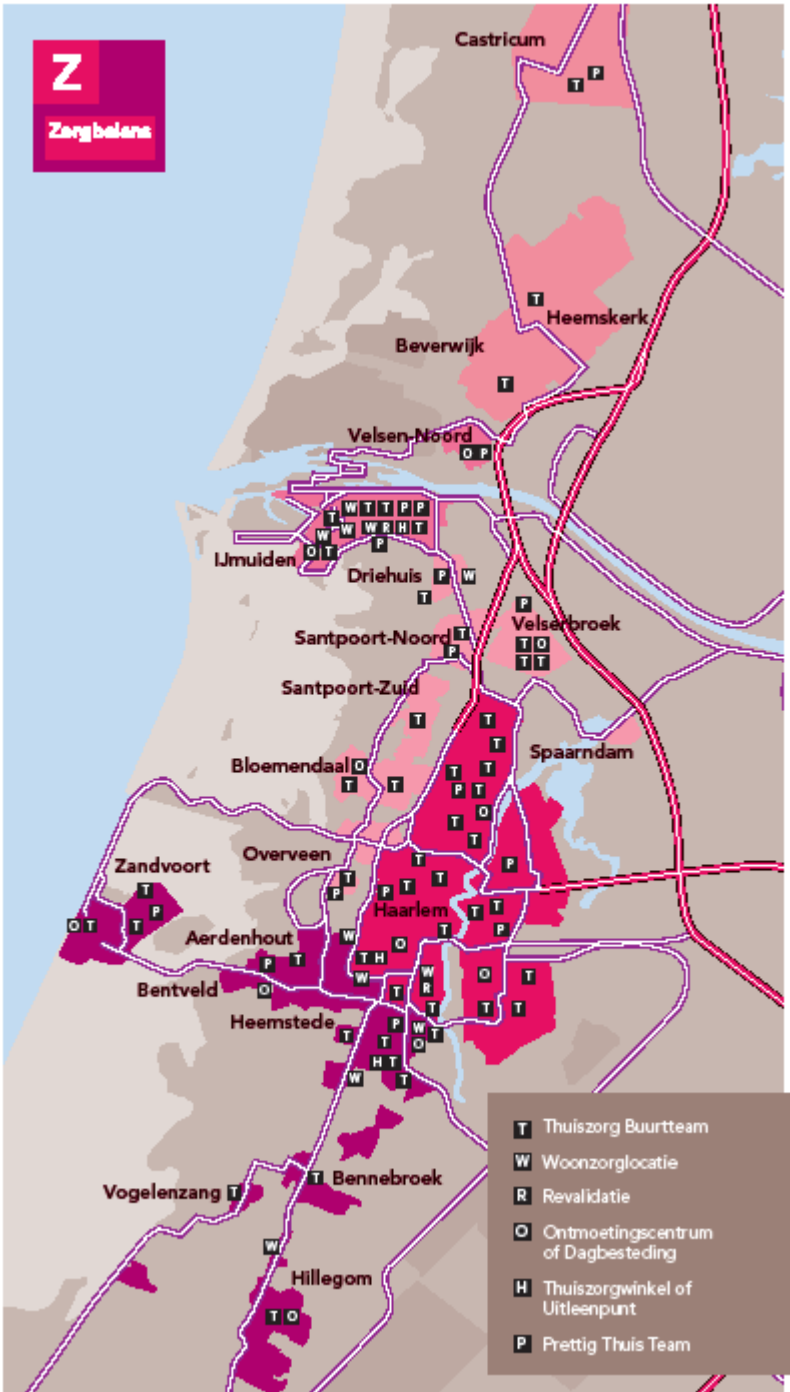 Z
Zorgbalans
Castricum
T P
T
Heemskerk
Beverwijk
T
Velsen-Noord
O P
W T T P P
T
W W R H T
W
P
O T
IJmuiden
Driehuis
P W
T
P
Velserbroek
T O
T T
Santpoort-Noord
T
P
Santpoort-Zuid
T
T
T
Spaarndam
Bloemendaal
O
T
T
T
T
P T
O
T
T
Overveen
T
P
T
P
T
P T
Haarlem
T
T
P
T
Zandvoort
T
P
O T
T
Aerdenhout
W
O
T H
P
T
W
Bentveld
O
W
R
O
T
T
T
T
T
Heemstede
T
P
W
T
T
O
H T
W
T
Bennebroek
T
Vogelenzang
T
W
Hillegom
T O
T Thuiszorg Buurtteam
W Woonzorglocatie
R Revalidatie
O Ontmoetingscentrum
of Dagbesteding
H Thuiszorgwinkel of
Uitleenpunt
P Prettig Thuis Team